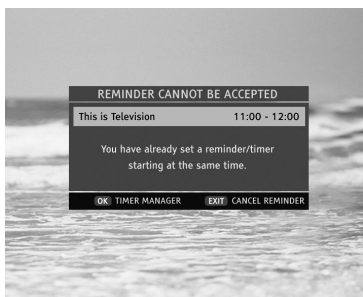 REMINDER CANNOT BE ACCEPTED
This is Television 11:00 - 12:00
You have already set a reminder/timer
starting at the same time.
OK TIMER MANAGER EXIT CANCEL REMINDER